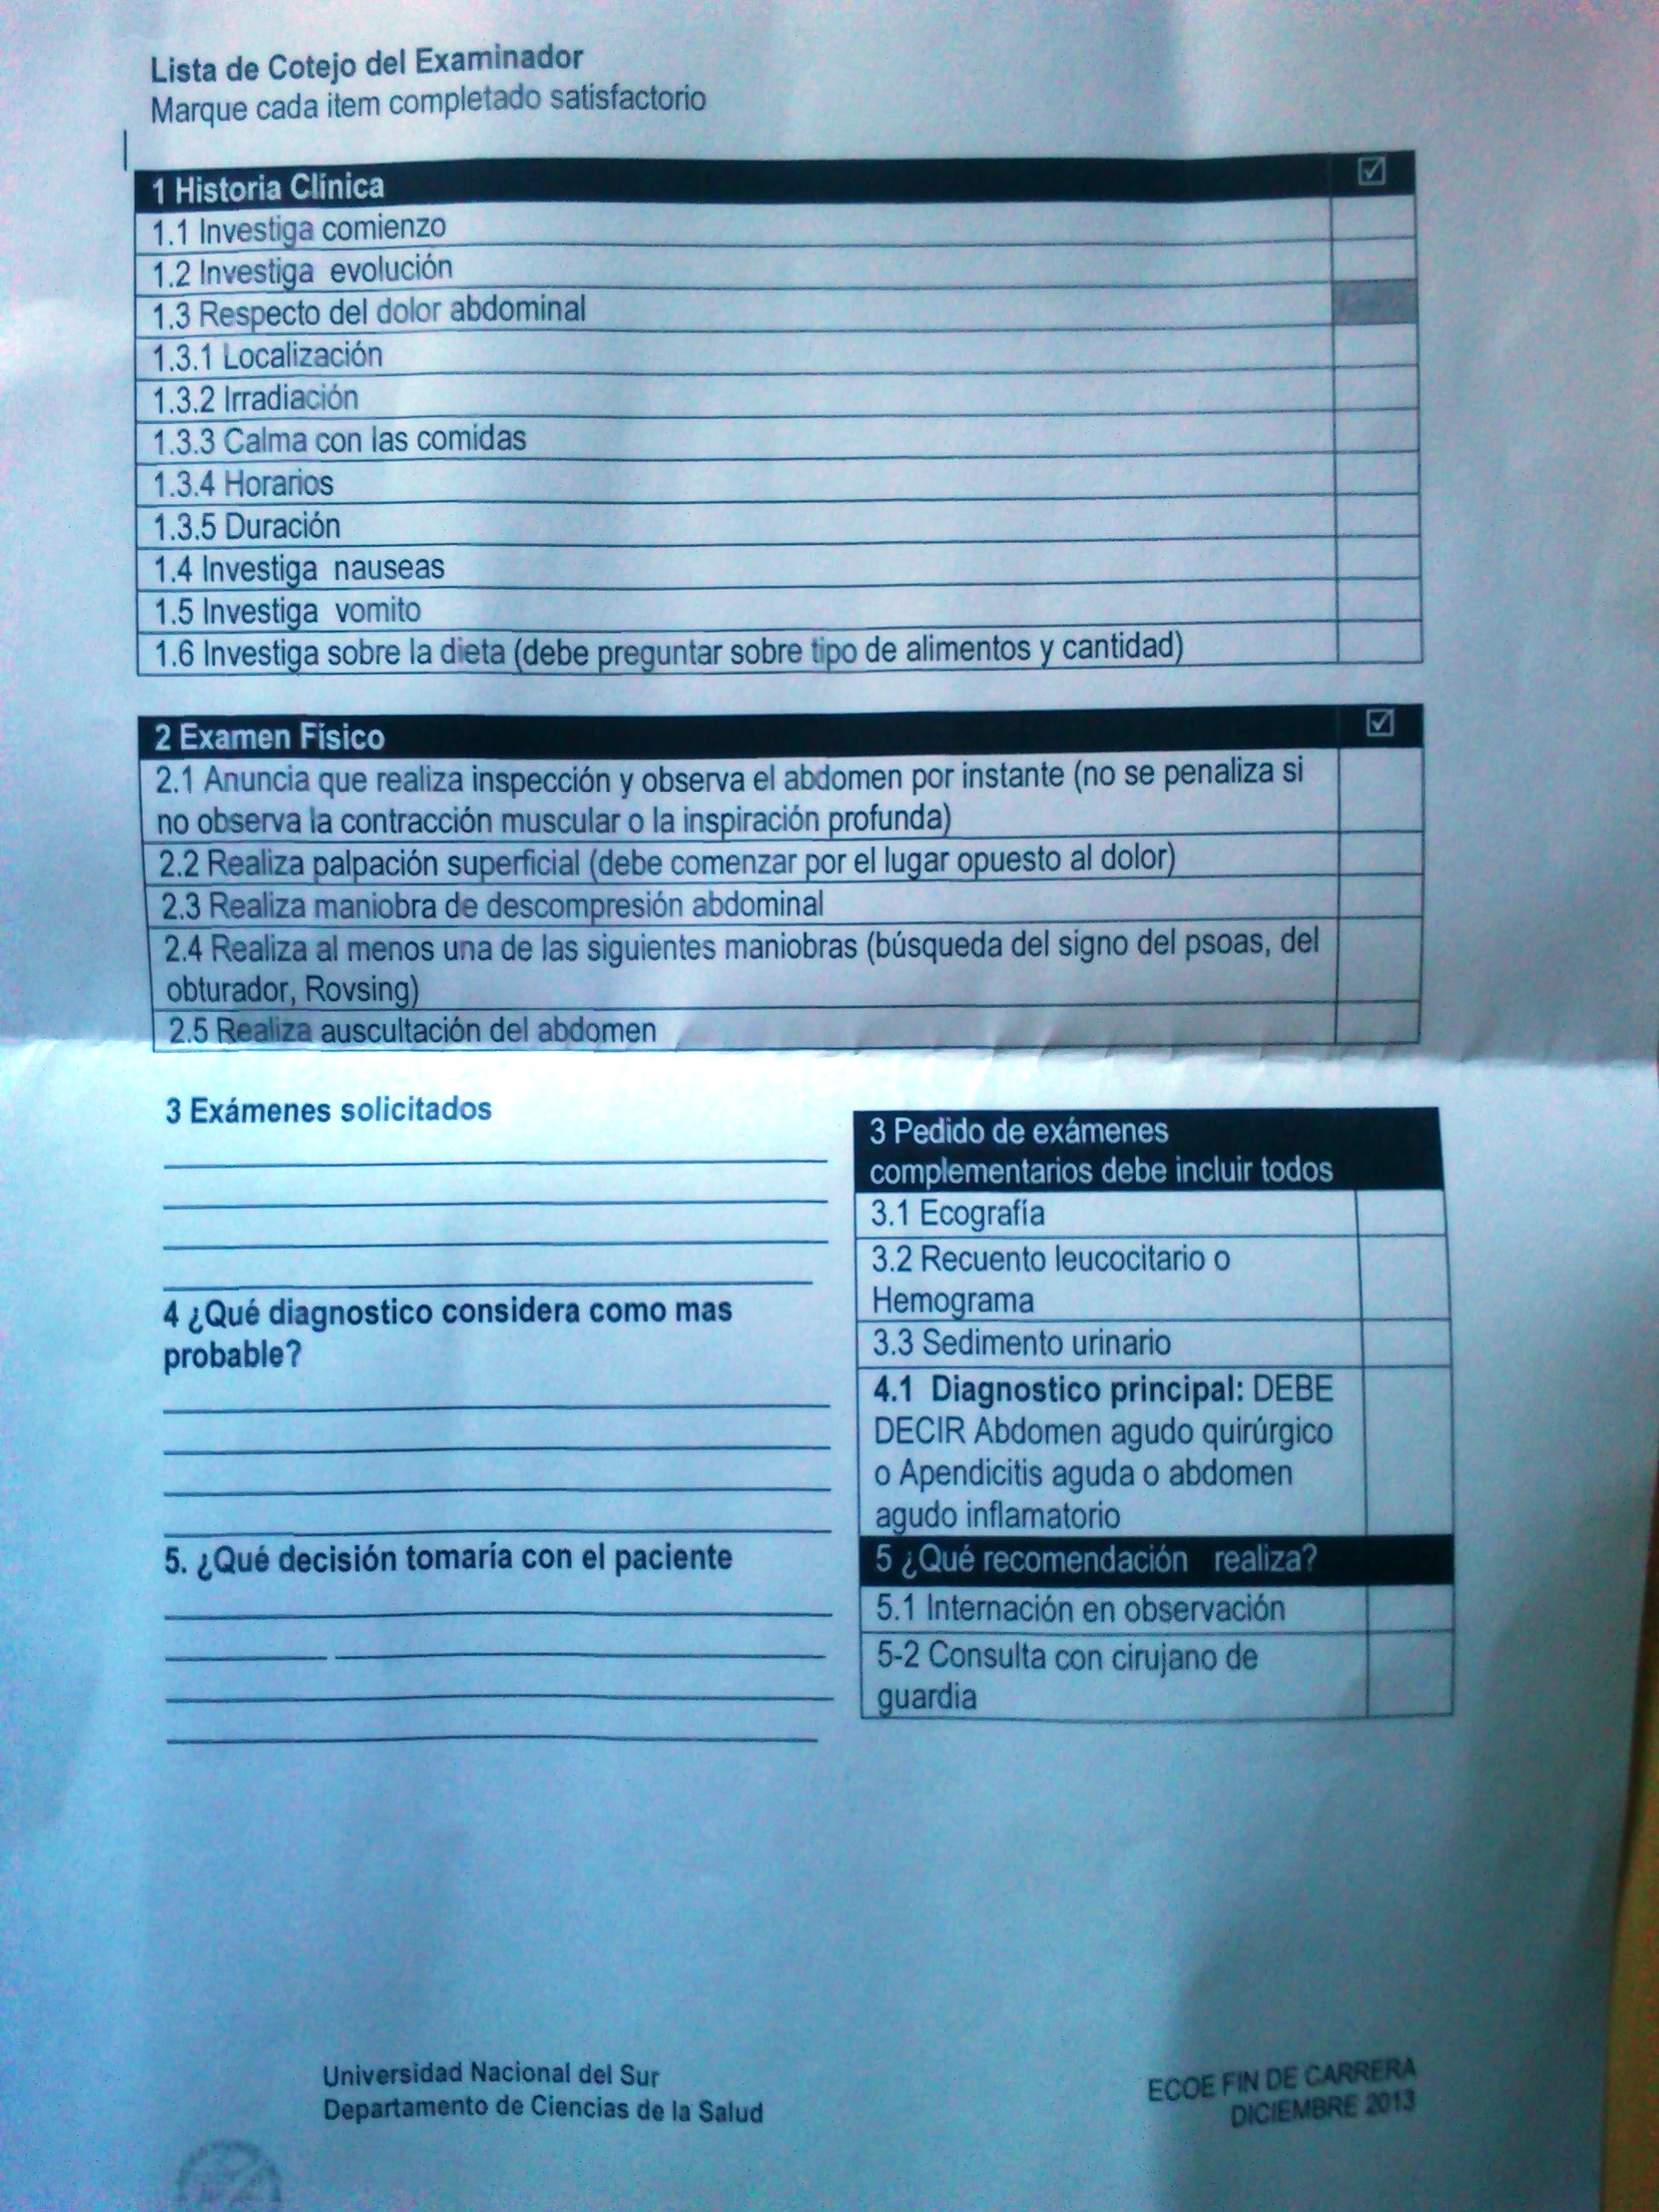 Lista de Cotejo del Examinador
Marque cada item completado satisfactorio
1 Historia Clínica ☑
1.1 Investiga comienzo
1.2 Investiga evolución
1.3 Respecto del dolor abdominal
1.3.1 Localización
1.3.2 Irradiación
1.3.3 Calma con las comidas
1.3.4 Horarios
1.3.5 Duración
1.4 Investiga nauseas
1.5 Investiga vomito
1.6 Investiga sobre la dieta (debe preguntar sobre tipo de alimentos y cantidad)
2 Examen Físico ☑
2.1 Anuncia que realiza inspección y observa el abdomen por instante (no se penaliza si
no observa la contracción muscular o la inspiración profunda)
2.2 Realiza palpación superficial (debe comenzar por el lugar opuesto al dolor)
2.3 Realiza maniobra de descompresión abdominal
2.4 Realiza al menos una de las siguientes maniobras (búsqueda del signo del psoas, del
obturador, Rovsing)
2.5 Realiza auscultación del abdomen
3 Exámenes solicitados
4 ¿Qué diagnostico considera como mas
probable?
5. ¿Qué decisión tomaría con el paciente
3 Pedido de exámenes
complementarios debe incluir todos
3.1 Ecografía
3.2 Recuento leucocitario o
Hemograma
3.3 Sedimento urinario
4.1 Diagnostico principal: DEBE
DECIR Abdomen agudo quirúrgico
o Apendicitis aguda o abdomen
agudo inflamatorio
5 ¿Qué recomendación realiza?
5.1 Internación en observación
5-2 Consulta con cirujano de
guardia
Universidad Nacional del Sur
Departamento de Ciencias de la Salud
ECOE FIN DE CARRERA
DICIEMBRE 2013